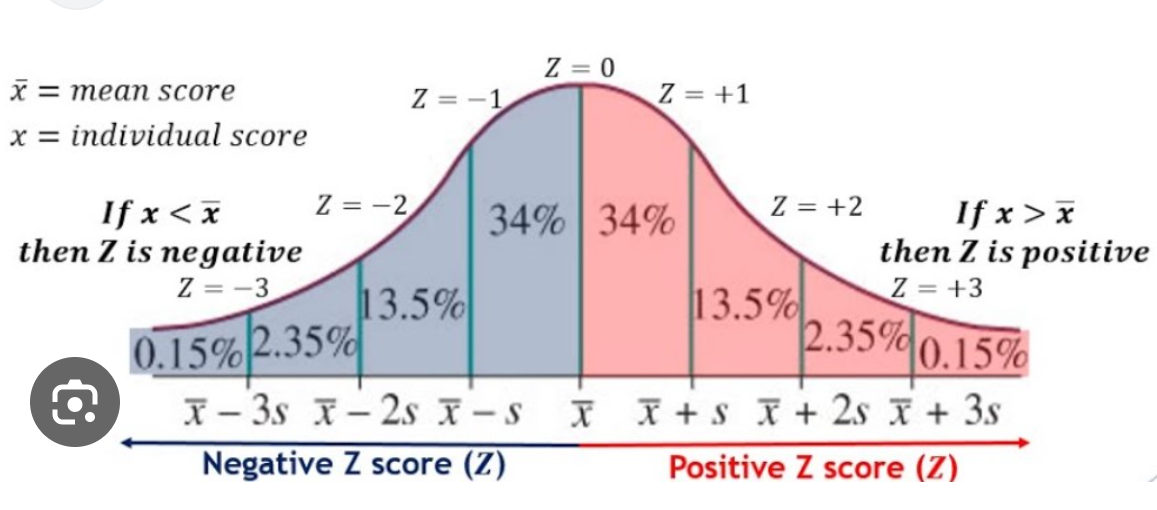 Z = 0
x̄ = mean score
Z = −1
Z = +1
x = individual score
If x < x̄
then Z is negative
Z = −2
Z = +2
If x > x̄
then Z is positive
Z = −3
Z = +3
34% 34%
13.5% 13.5%
0.15% 2.35% 2.35% 0.15%
x̄ − 3s x̄ − 2s x̄ − s x̄ x̄ + s x̄ + 2s x̄ + 3s
Negative Z score (Z)
Positive Z score (Z)